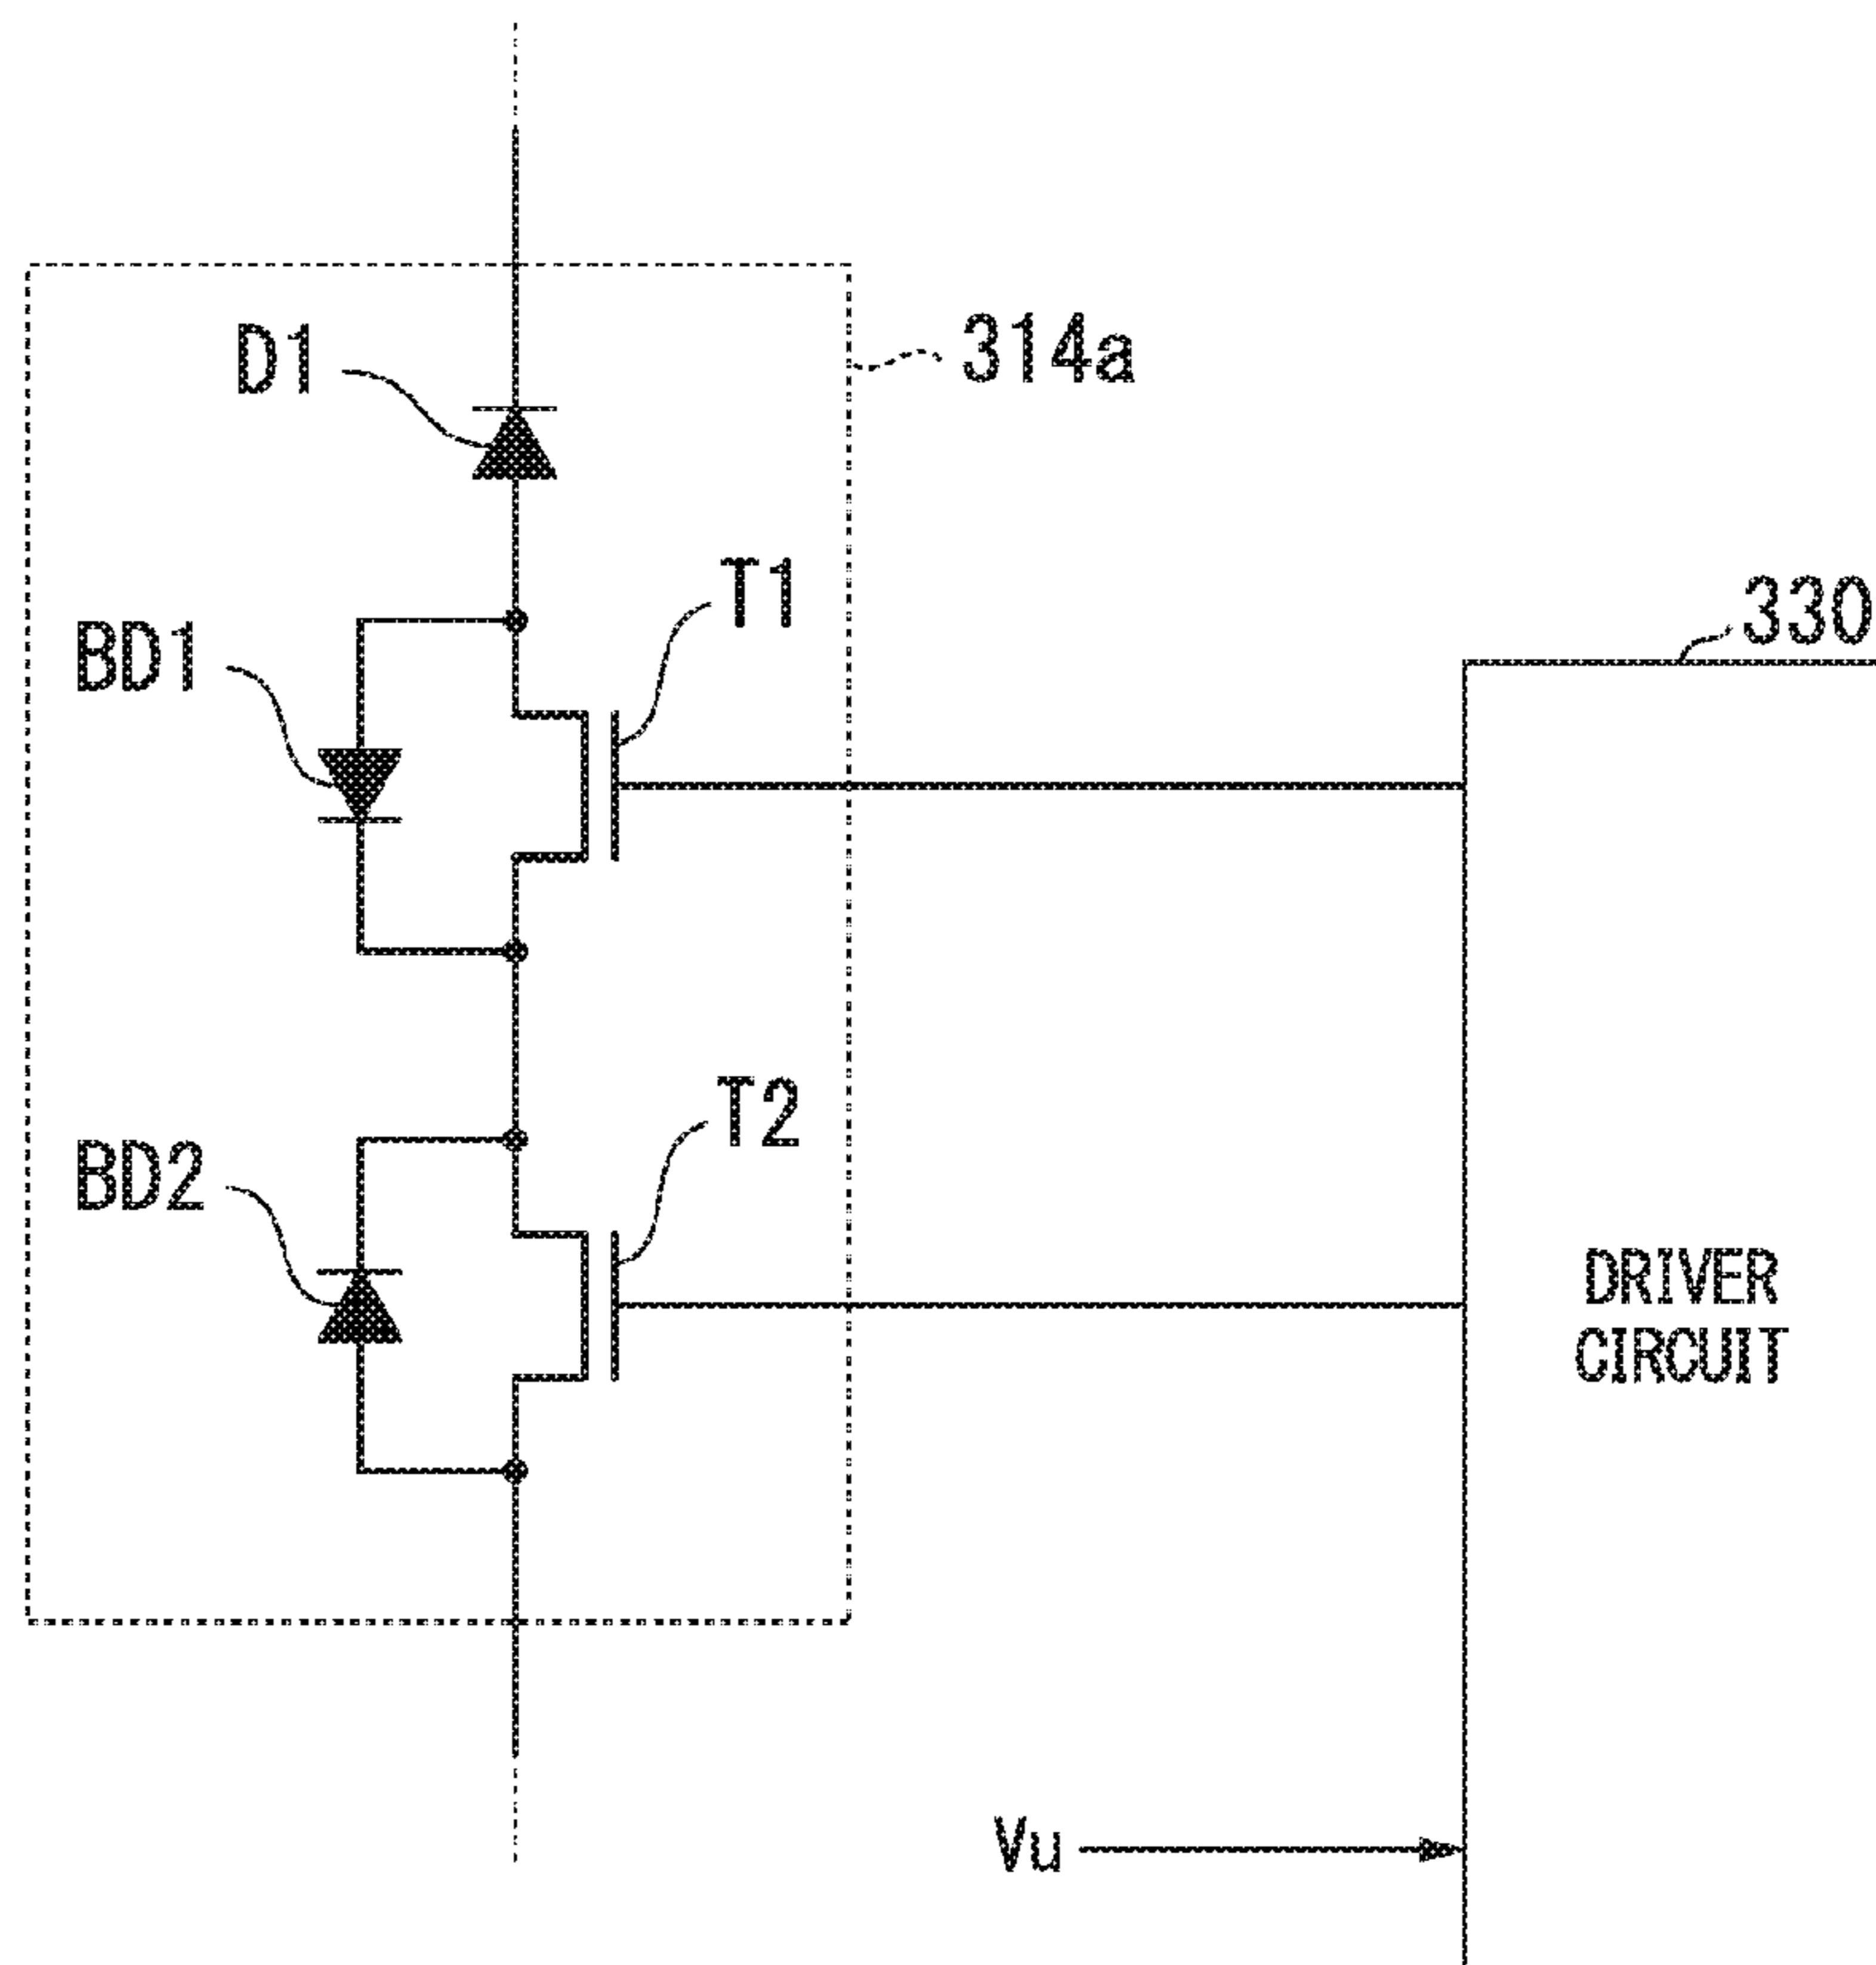 D1
314a
T1
330
BD1
T2
BD2
DRIVER
CIRCUIT
Vu